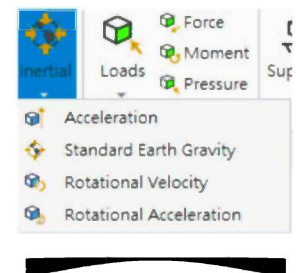 Force
Moment
Pressure
Inertial
Loads
Sup
Acceleration
Standard Earth Gravity
Rotational Velocity
Rotational Acceleration